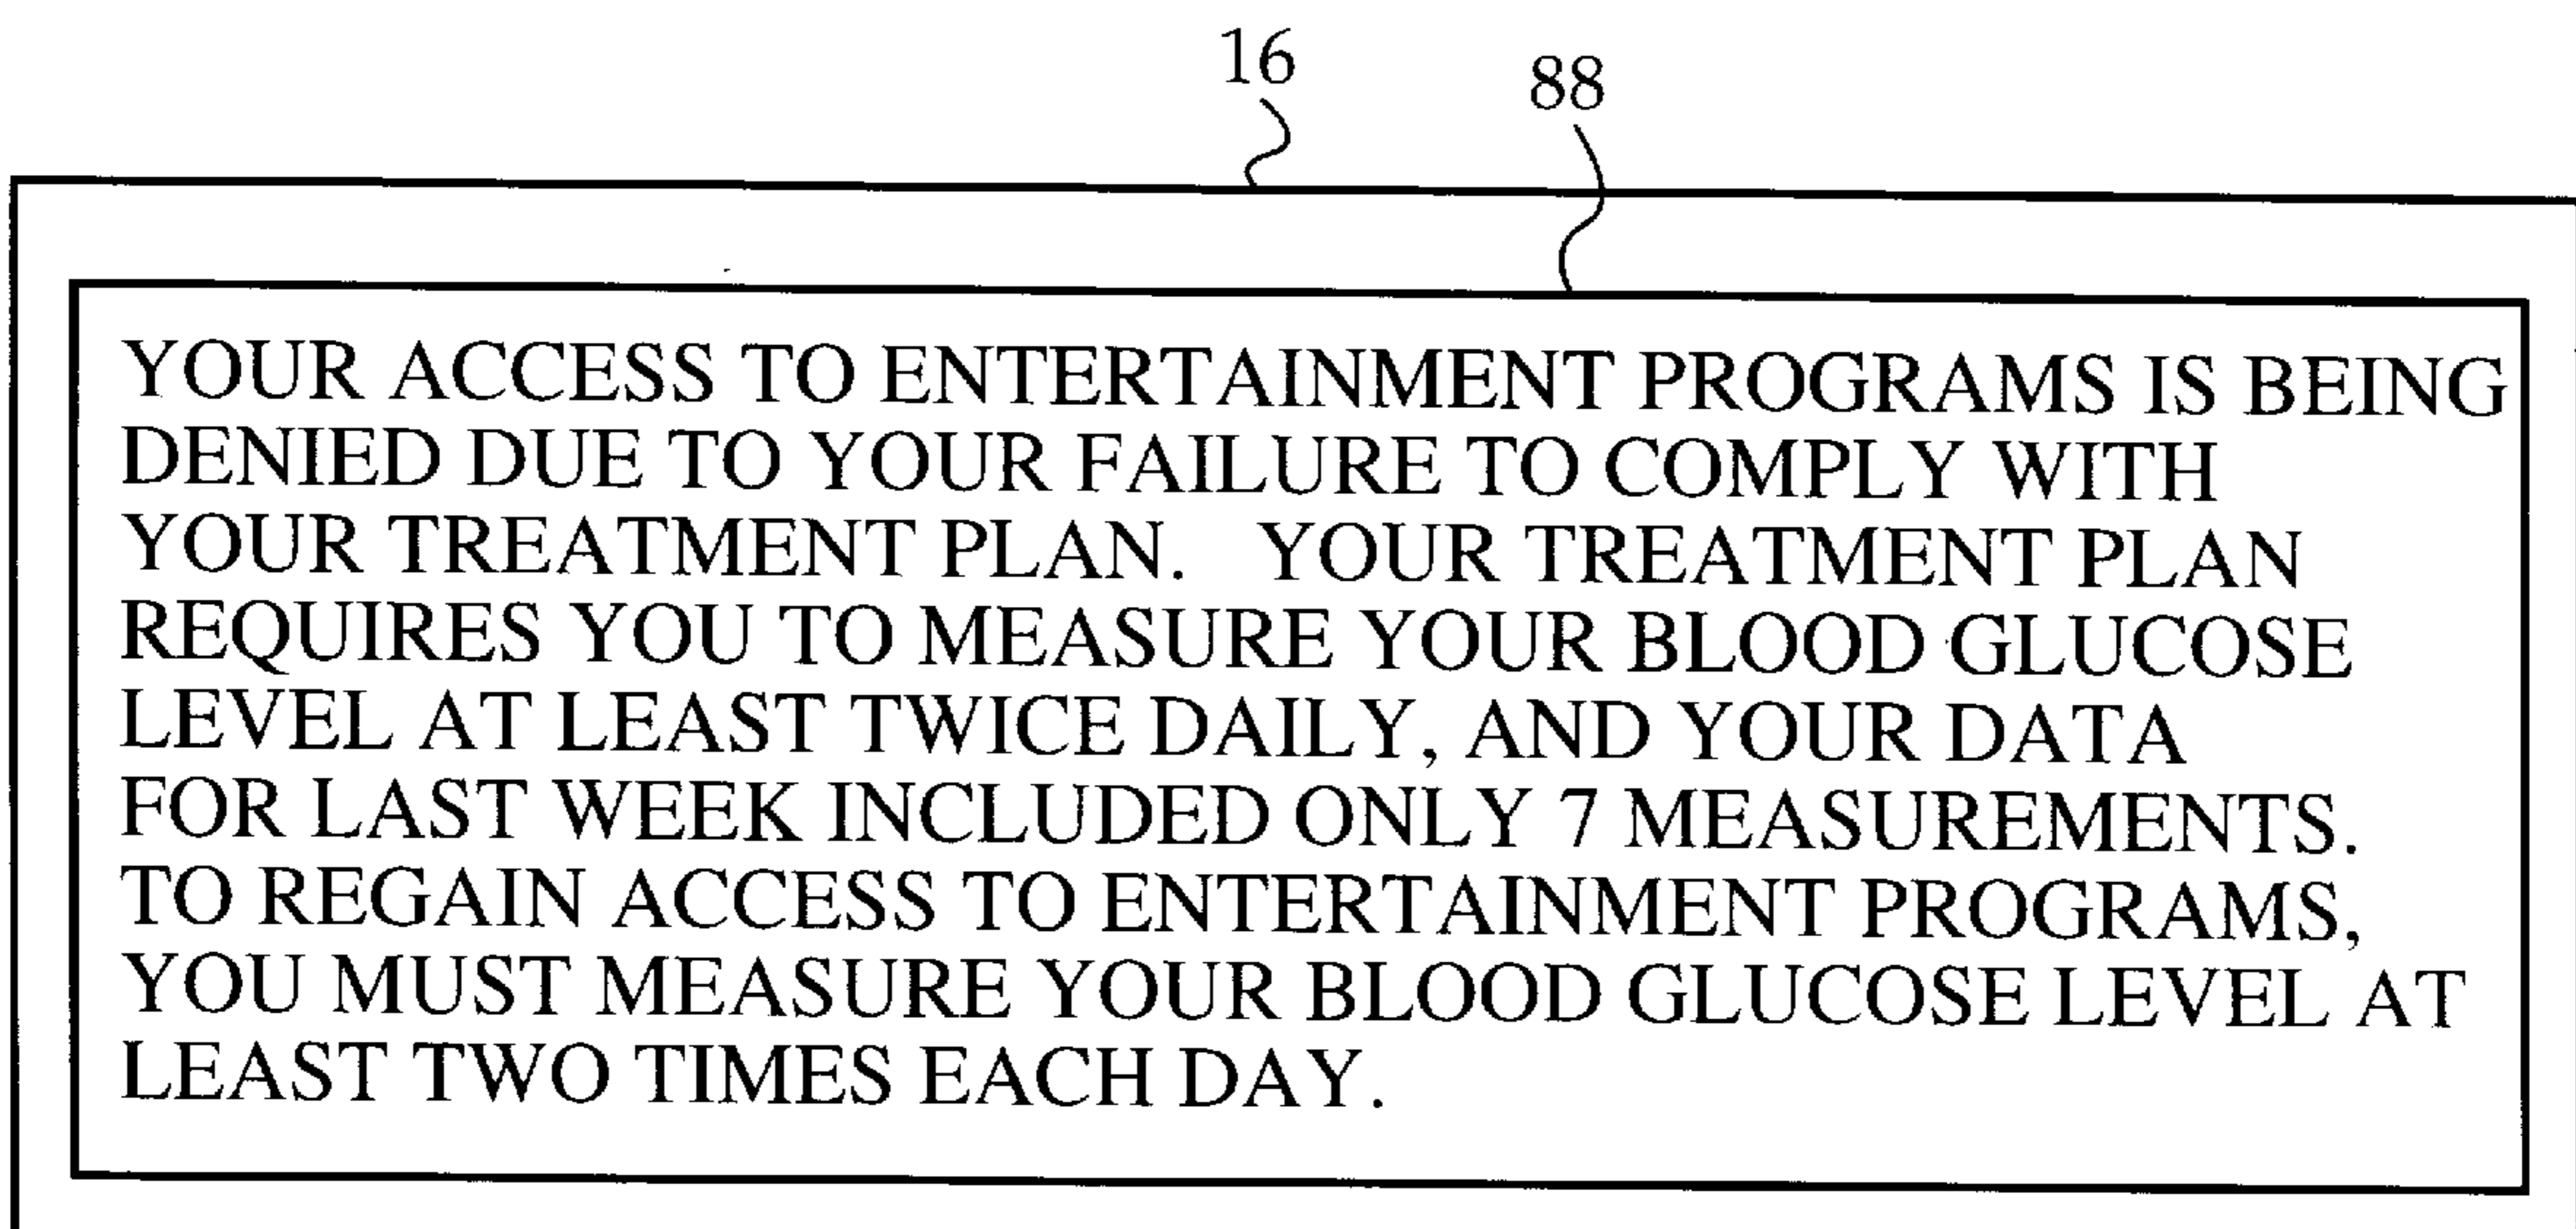 16
88
YOUR ACCESS TO ENTERTAINMENT PROGRAMS IS BEING
DENIED DUE TO YOUR FAILURE TO COMPLY WITH
YOUR TREATMENT PLAN. YOUR TREATMENT PLAN
REQUIRES YOU TO MEASURE YOUR BLOOD GLUCOSE
LEVEL AT LEAST TWICE DAILY, AND YOUR DATA
FOR LAST WEEK INCLUDED ONLY 7 MEASUREMENTS.
TO REGAIN ACCESS TO ENTERTAINMENT PROGRAMS,
YOU MUST MEASURE YOUR BLOOD GLUCOSE LEVEL AT
LEAST TWO TIMES EACH DAY.